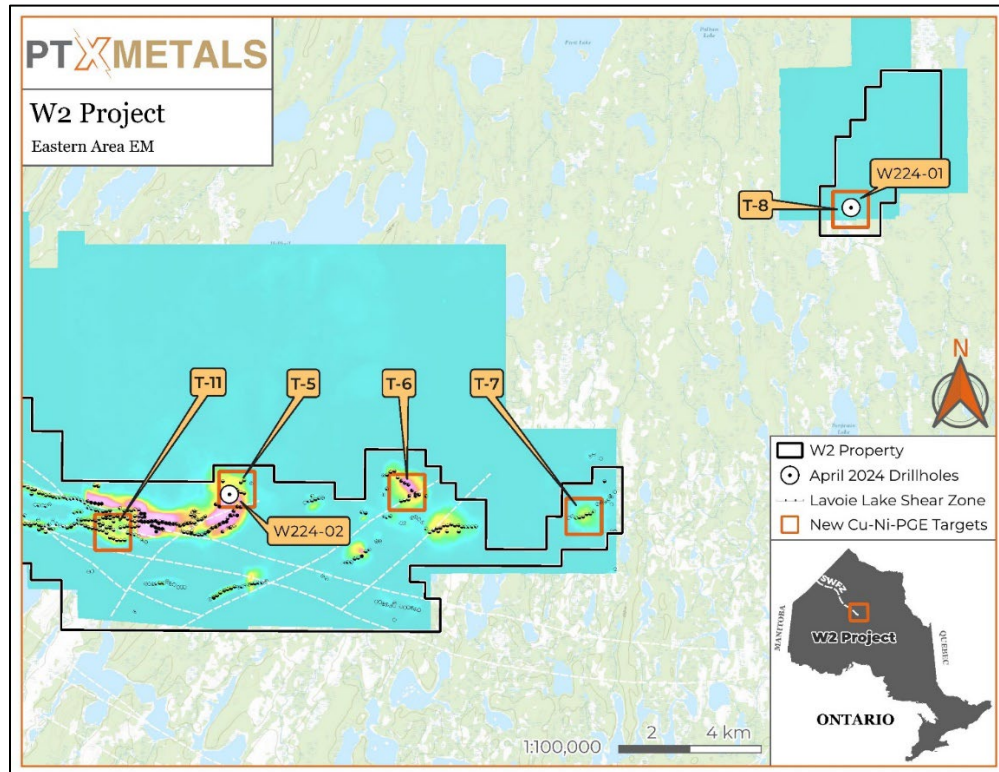 PTXMETALS
W2 Project
Eastern Area EM
W224-01
T-8
T-11
T-5
T-6
T-7
W224-02
N
W2 Property
April 2024 Drillholes
Lavoie Lake Shear Zone
New Cu-Ni-PGE Targets
SWFZ
MANITOBA
W2 Project
QUEBEC
ONTARIO
1:100,000
2
4 km